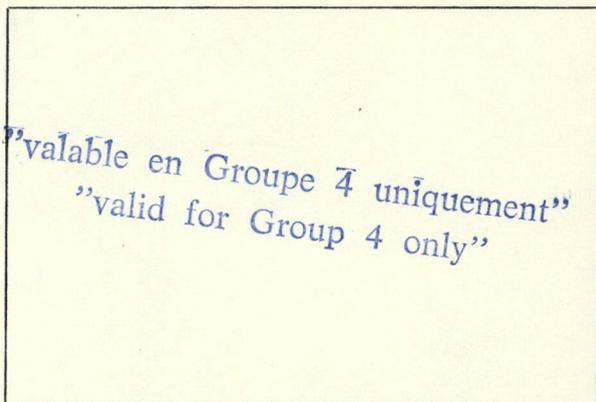 ”valable en Groupe 4 uniquement”
”valid for Group 4 only”